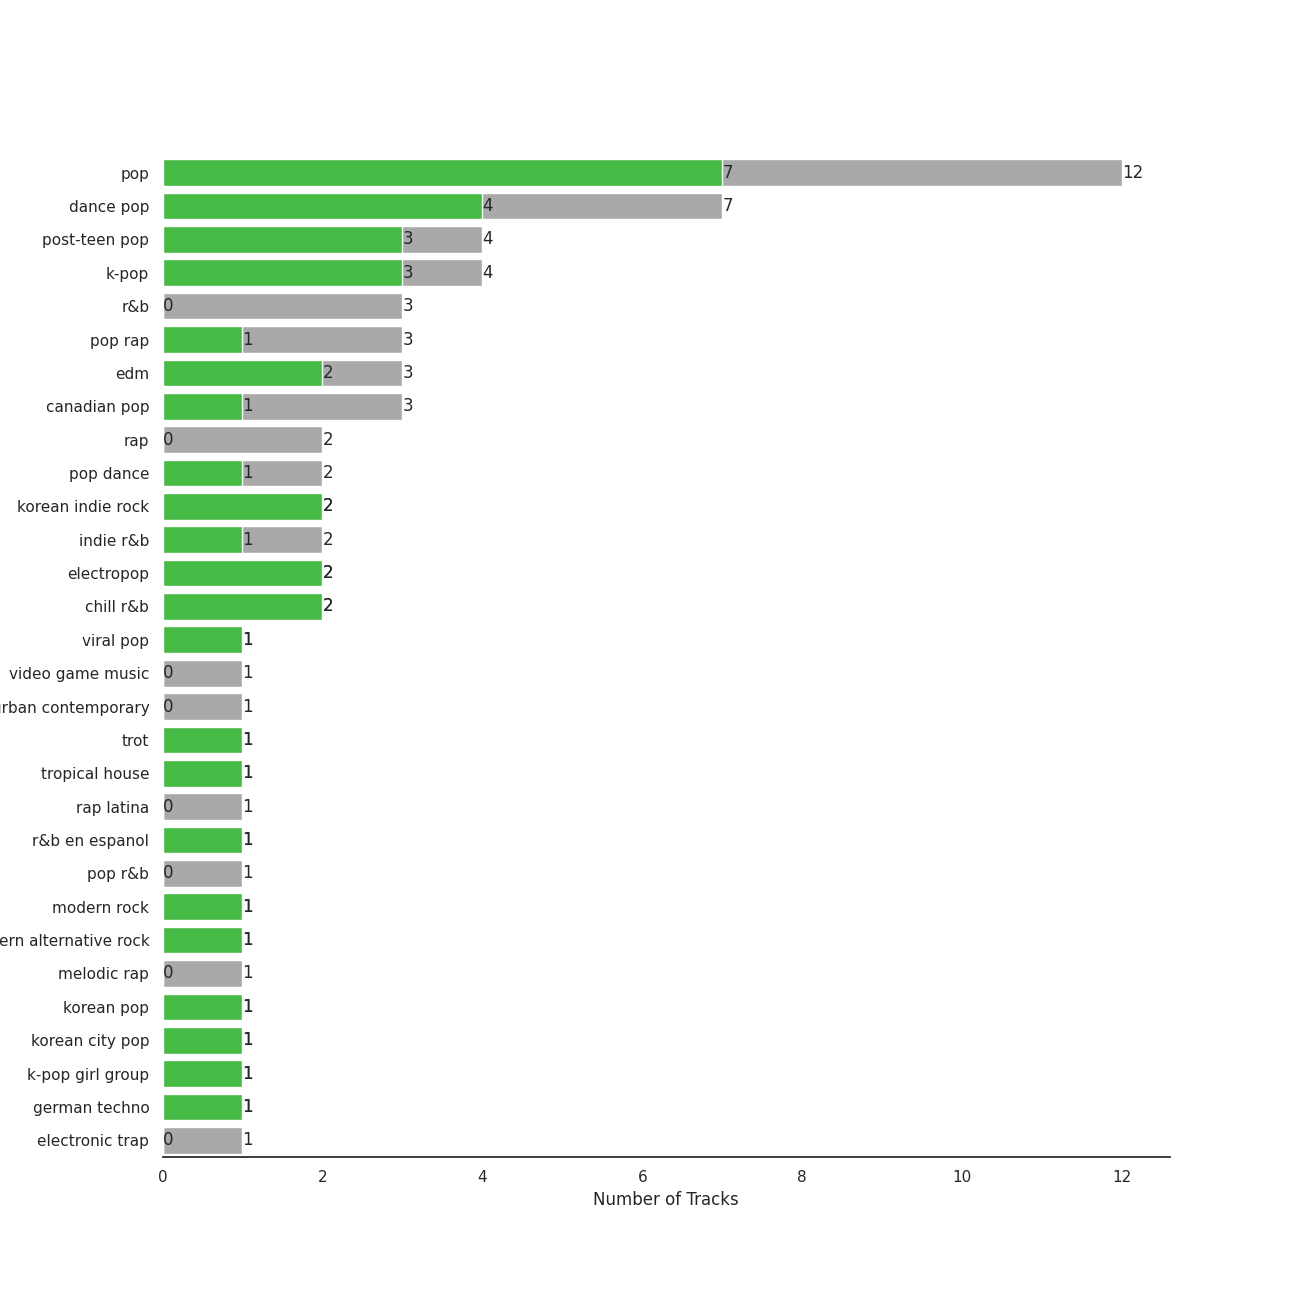 pop 7 12
dance pop 4 7
post-teen pop 3 4
k-pop 3 4
r&b 0 3
pop rap 1 3
edm 2 3
canadian pop 1 3
rap 0 2
pop dance 1 2
korean indie rock 2
indie r&b 1 2
electropop 2
chill r&b 2
viral pop 1
video game music 0 1
rban contemporary 0 1
trot 1
tropical house 1
rap latina 0 1
r&b en espanol 1
pop r&b 0 1
modern rock 1
ern alternative rock 1
melodic rap 0 1
korean pop 1
korean city pop 1
k-pop girl group 1
german techno 1
electronic trap 0 1
0 2 4 6 8 10 12
Number of Tracks